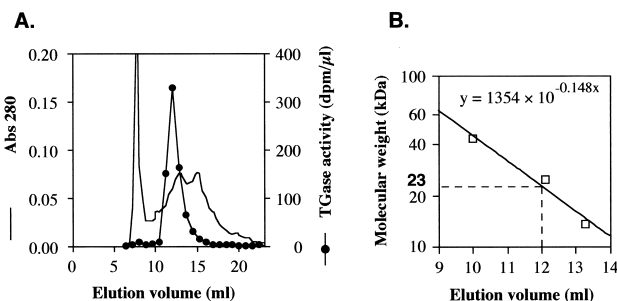 A.
B.
0.20
0.15
0.10
0.05
0.00
Abs 280
400
300
200
100
0
TGase activity (dpm/µl)
0 5 10 15 20
Elution volume (ml)
Molecular weight (kDa)
100
60
40
23
20
10
y = 1354 × 10^-0.148x
9 10 11 12 13 14
Elution volume (ml)